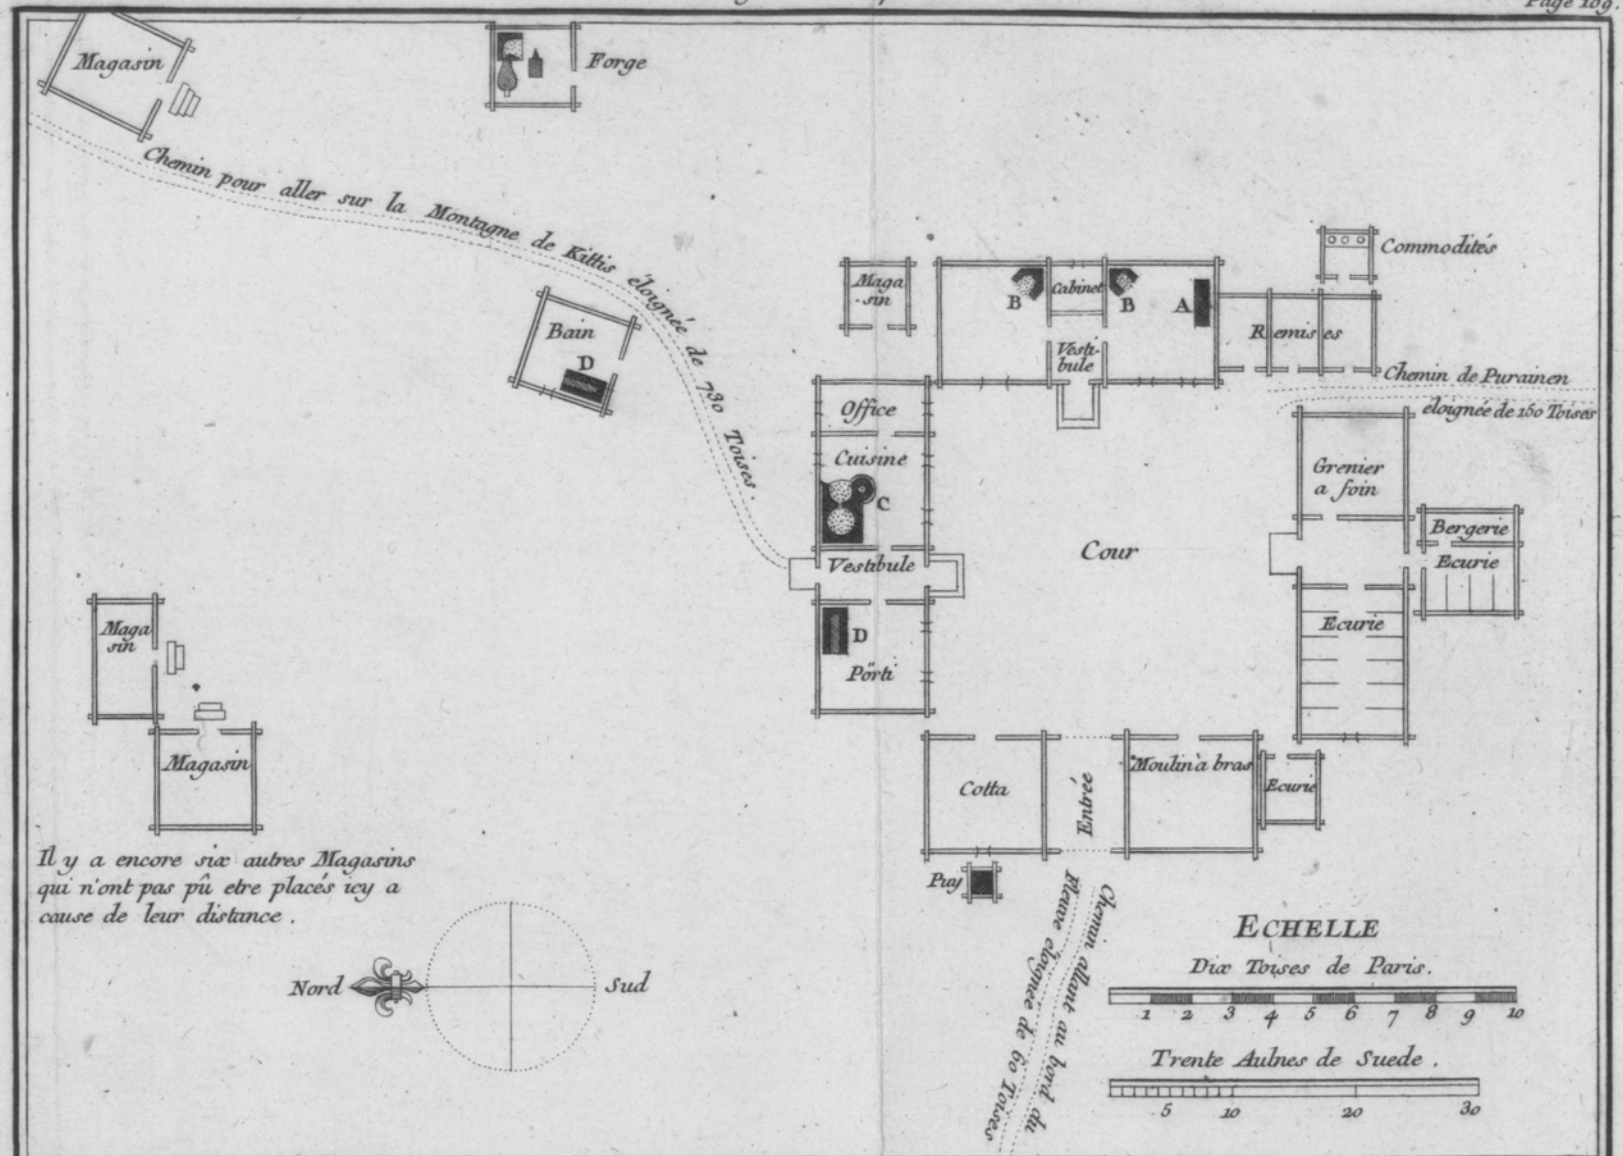 Page 109.
Magasin
Forge
Chemin pour aller sur la Montagne de Kittis éloignée de 730 Toises.
Commodités
Maga
sin
B
Cabinet
B
A
Remises
Vesti-
bule
Bain
D
Chemin de Purainen
eloignée de 160 Toises
Office
Cuisine
C
Grenier
a foin
Bergerie
Ecurie
Cour
Vestibule
Maga
sin
D
Pörti
Ecurie
Magasin
Cotta
Entrée
Moulin à bras
Ecurie
Il y a encore six autres Magasins
qui n'ont pas pû etre placés icy a
cause de leur distance.
Puy
Chemin allant au bord du
Fleuve éloignée de 60 Toises
Nord
Sud
ECHELLE
Dix Toises de Paris.
1 2 3 4 5 6 7 8 9 10
Trente Aulnes de Suede.
5 10 20 30